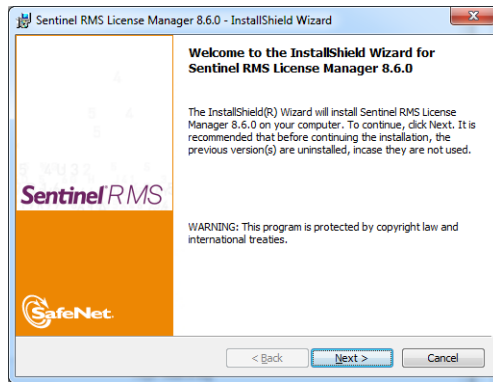 Sentinel RMS License Manager 8.6.0 - InstallShield Wizard
Welcome to the InstallShield Wizard for
Sentinel RMS License Manager 8.6.0
The InstallShield(R) Wizard will install Sentinel RMS License
Manager 8.6.0 on your computer. To continue, click Next. It is
recommended that before continuing the installation, the
previous version(s) are uninstalled, incase they are not used.
Sentinel RMS
WARNING: This program is protected by copyright law and
international treaties.
SafeNet.
< Back
Next >
Cancel